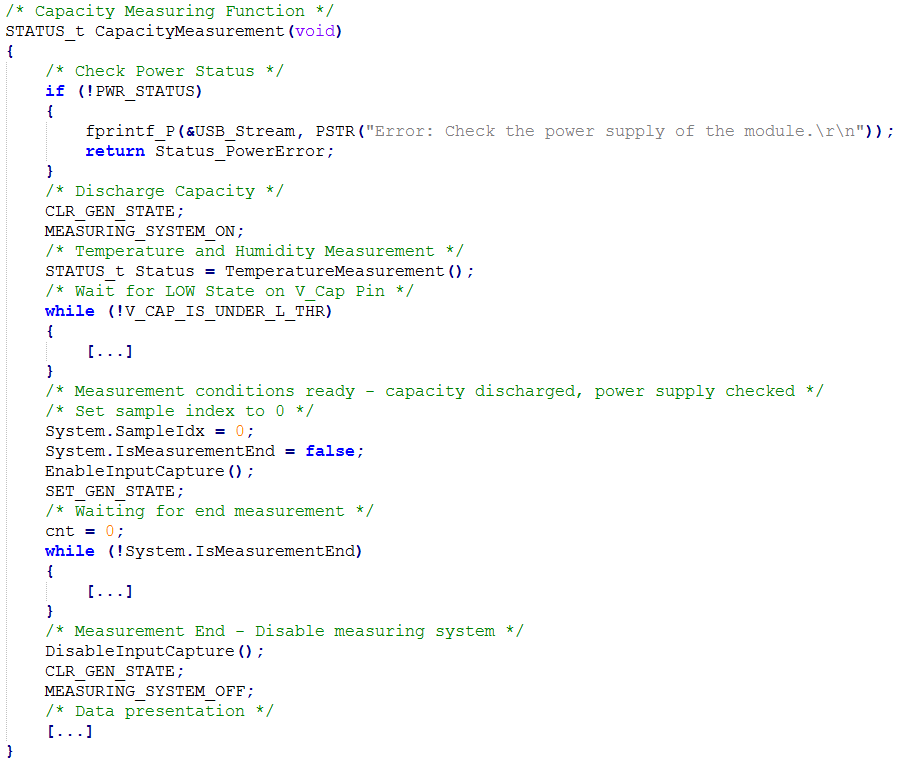 /* Capacity Measuring Function */
STATUS_t CapacityMeasurement(void)
{
    /* Check Power Status */
    if (!PWR_STATUS)
    {
        fprintf_P(&USB_Stream, PSTR("Error: Check the power supply of the module.\r\n"));
        return Status_PowerError;
    }
    /* Discharge Capacity */
    CLR_GEN_STATE;
    MEASURING_SYSTEM_ON;
    /* Temperature and Humidity Measurement */
    STATUS_t Status = TemperatureMeasurement();
    /* Wait for LOW State on V_Cap Pin */
    while (!V_CAP_IS_UNDER_L_THR)
    {
        [...]
    }
    /* Measurement conditions ready - capacity discharged, power supply checked */
    /* Set sample index to 0 */
    System.SampleIdx = 0;
    System.IsMeasurementEnd = false;
    EnableInputCapture();
    SET_GEN_STATE;
    /* Waiting for end measurement */
    cnt = 0;
    while (!System.IsMeasurementEnd)
    {
        [...]
    }
    /* Measurement End - Disable measuring system */
    DisableInputCapture();
    CLR_GEN_STATE;
    MEASURING_SYSTEM_OFF;
    /* Data presentation */
    [...]
}